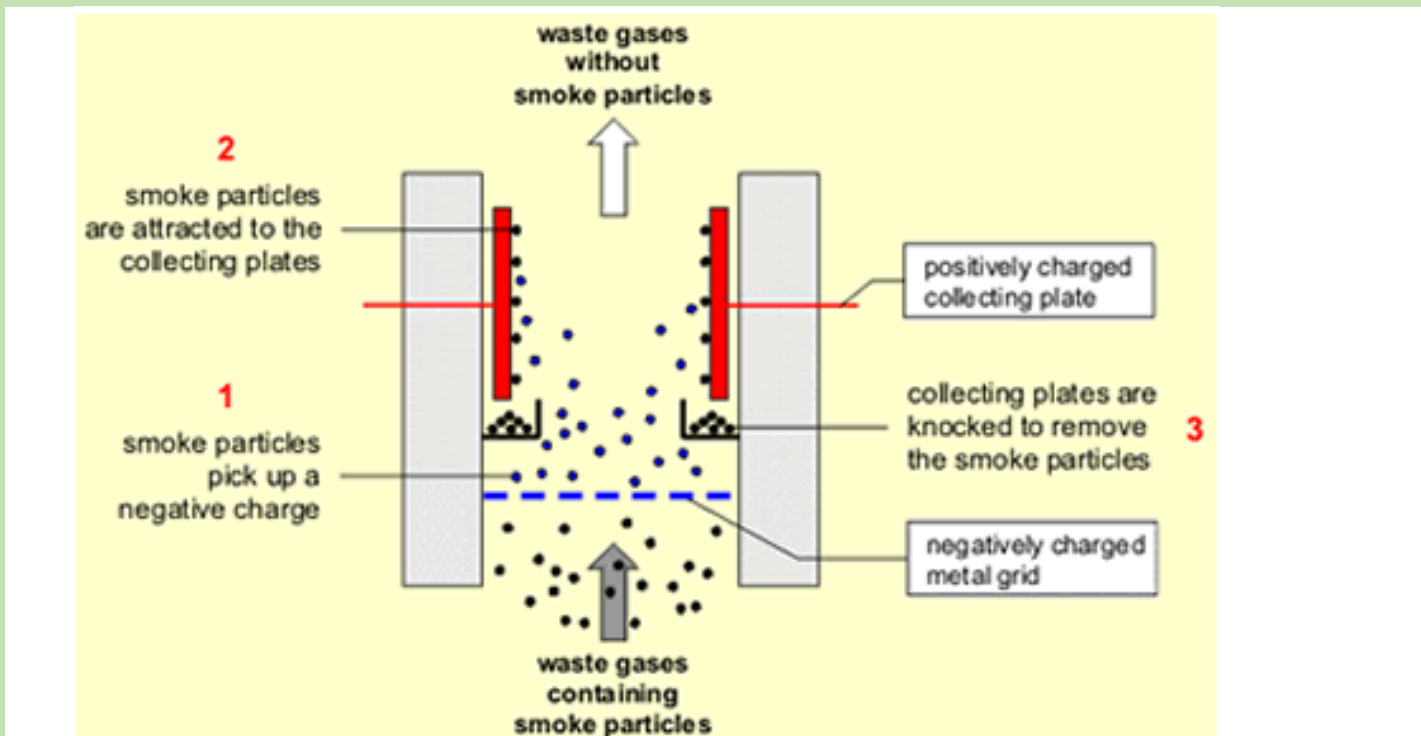 waste gases
without
smoke particles
2
smoke particles
are attracted to the
collecting plates
positively charged
collecting plate
1
smoke particles
pick up a
negative charge
collecting plates are
knocked to remove
the smoke particles
3
negatively charged
metal grid
waste gases
containing
smoke particles